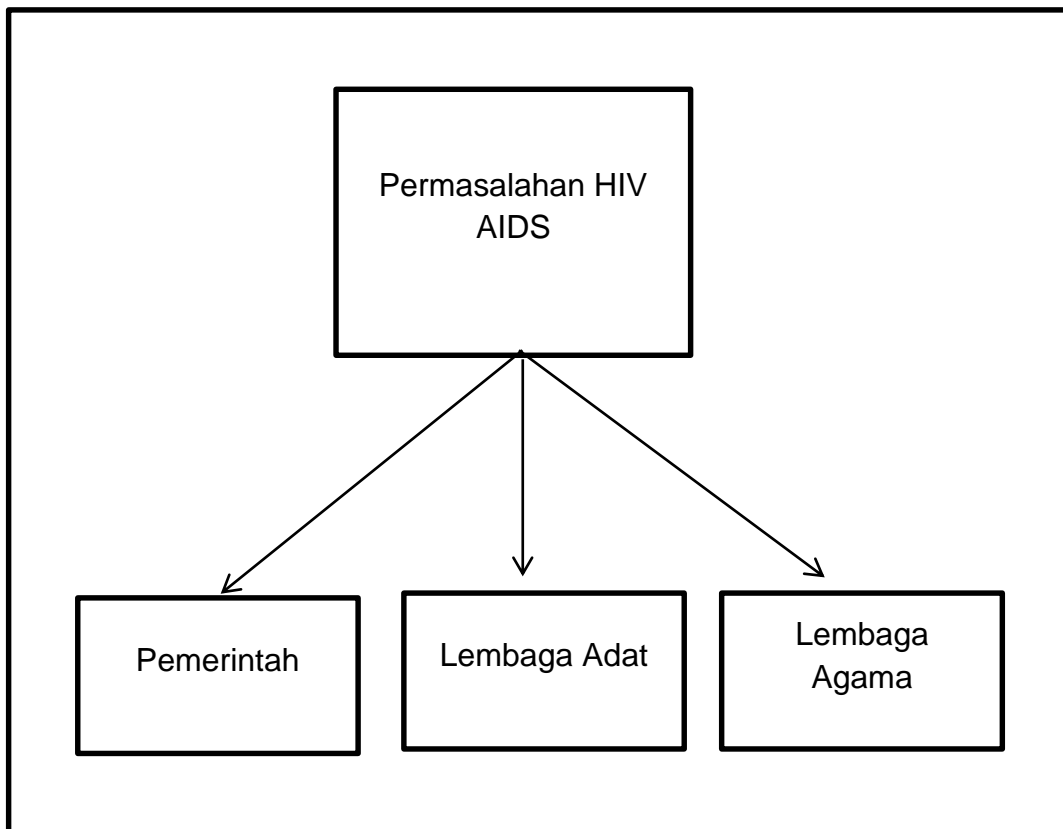 Permasalahan HIV
AIDS
Pemerintah
Lembaga Adat
Lembaga
Agama